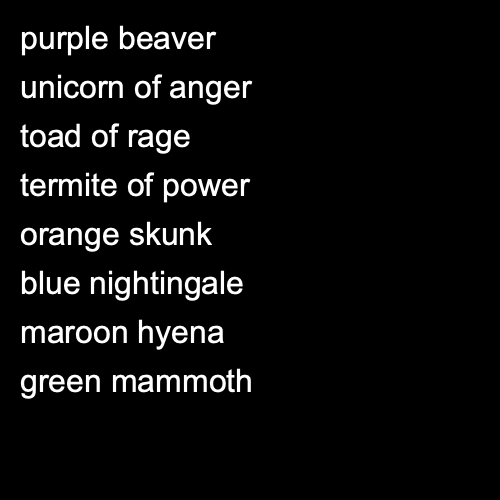 purple beaver
unicorn of anger
toad of rage
termite of power
orange skunk
blue nightingale
maroon hyena
green mammoth